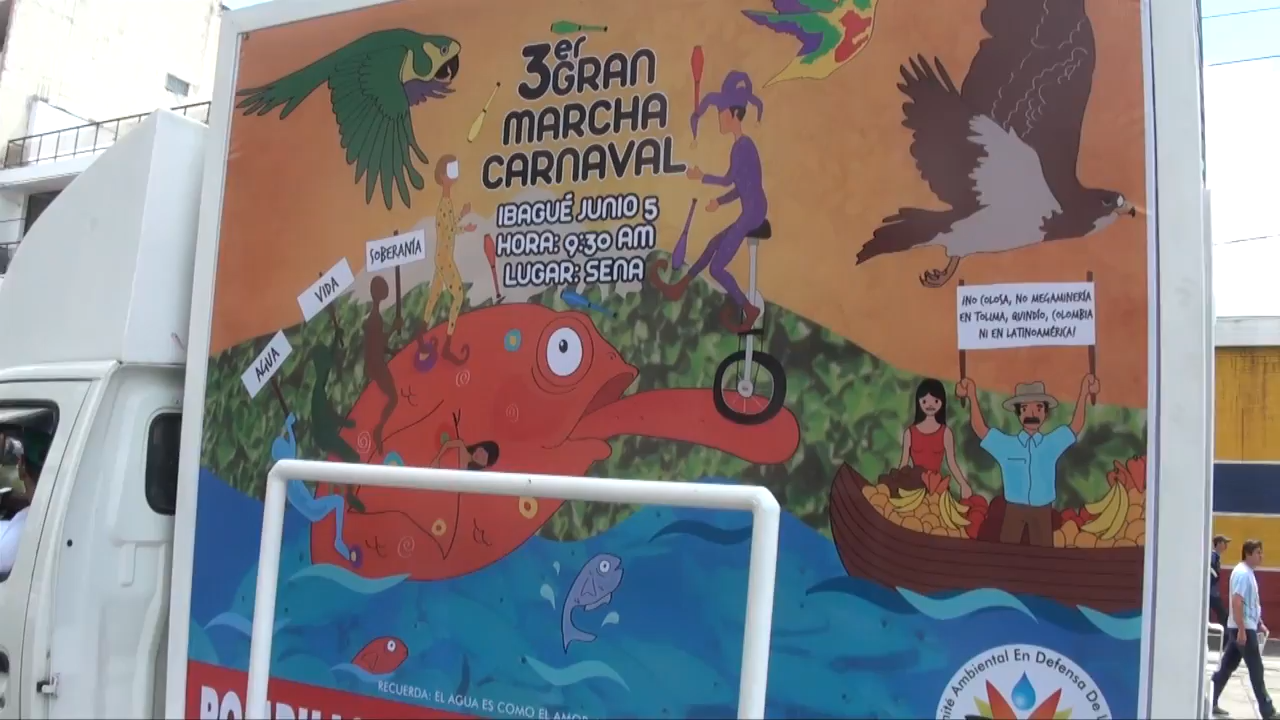 3er GRAN
MARCHA
CARNAVAL
IBAGUÉ JUNIO 5
HORA: 9:30 AM
LUGAR: SENA
SOBERANÍA
VIDA
AGUA
¡NO COLOSA, NO MEGAMINERÍA
EN TOLIMA, QUINDÍO, COLOMBIA
NI EN LATINOAMÉRICA!
RECUERDA: EL AGUA ES COMO EL AMOR
Ambiental En Defensa De